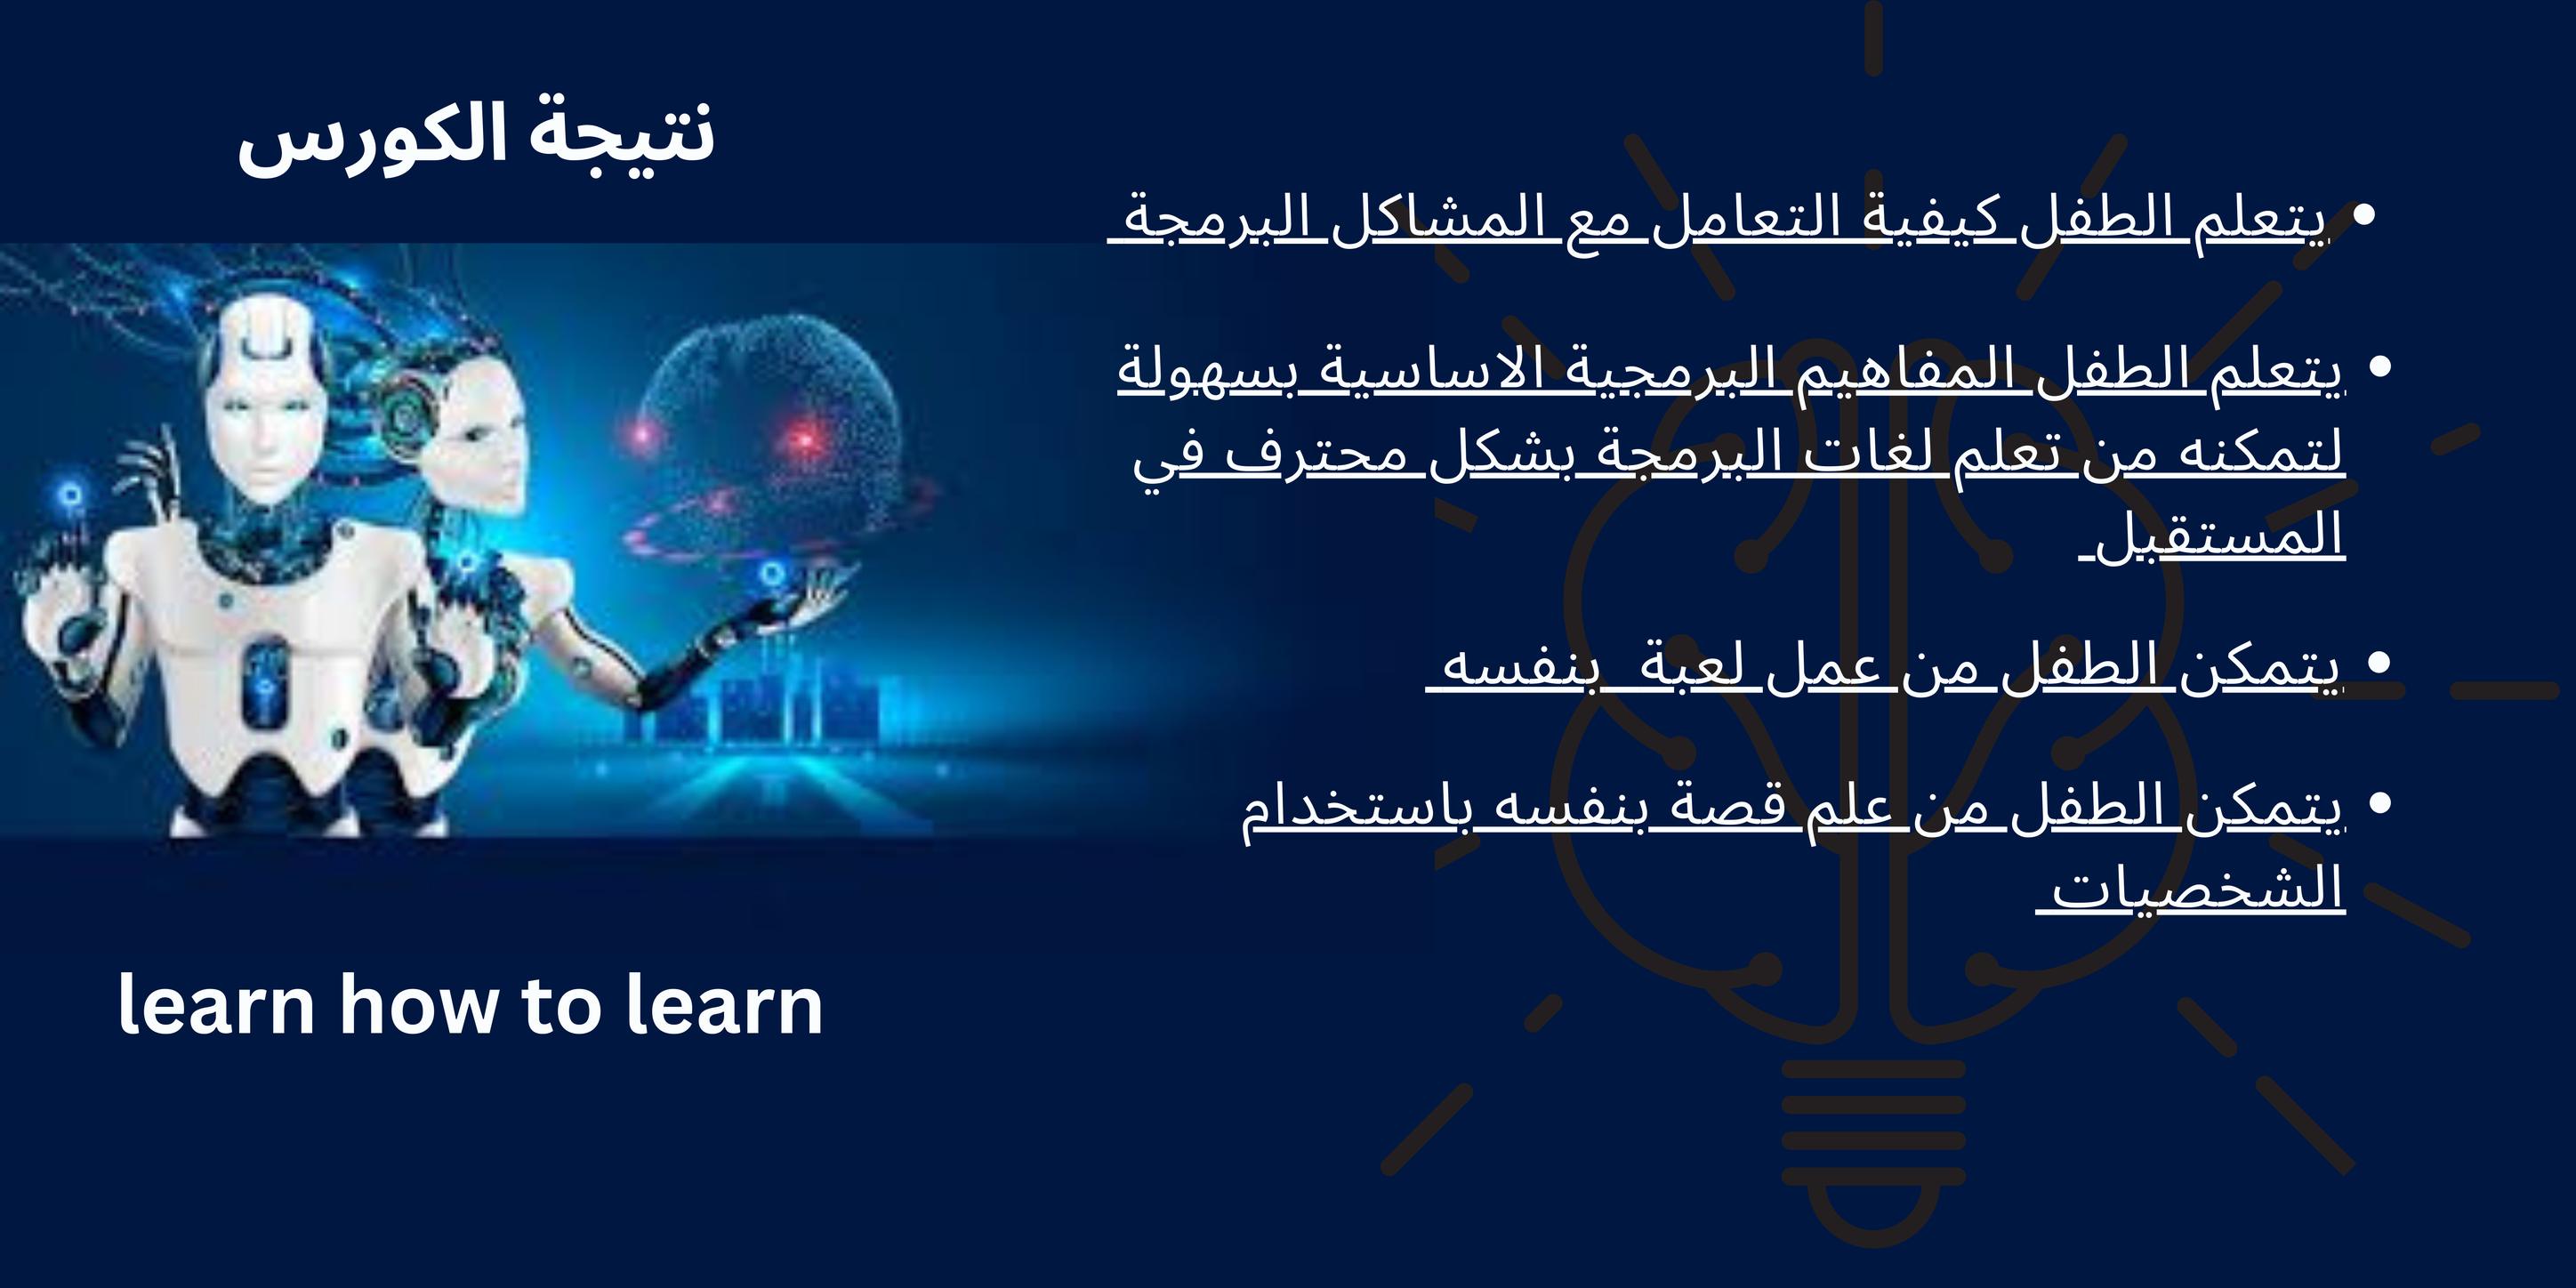 نتيجة الكورس
• يتعلم الطفل كيفية التعامل مع المشاكل البرمجة
• يتعلم الطفل المفاهيم البرمجية الاساسية بسهولة
لتمكنه من تعلم لغات البرمجة بشكل محترف في
المستقبل
• يتمكن الطفل من عمل لعبة بنفسه
• يتمكن الطفل من علم قصة بنفسه باستخدام
الشخصيات
learn how to learn